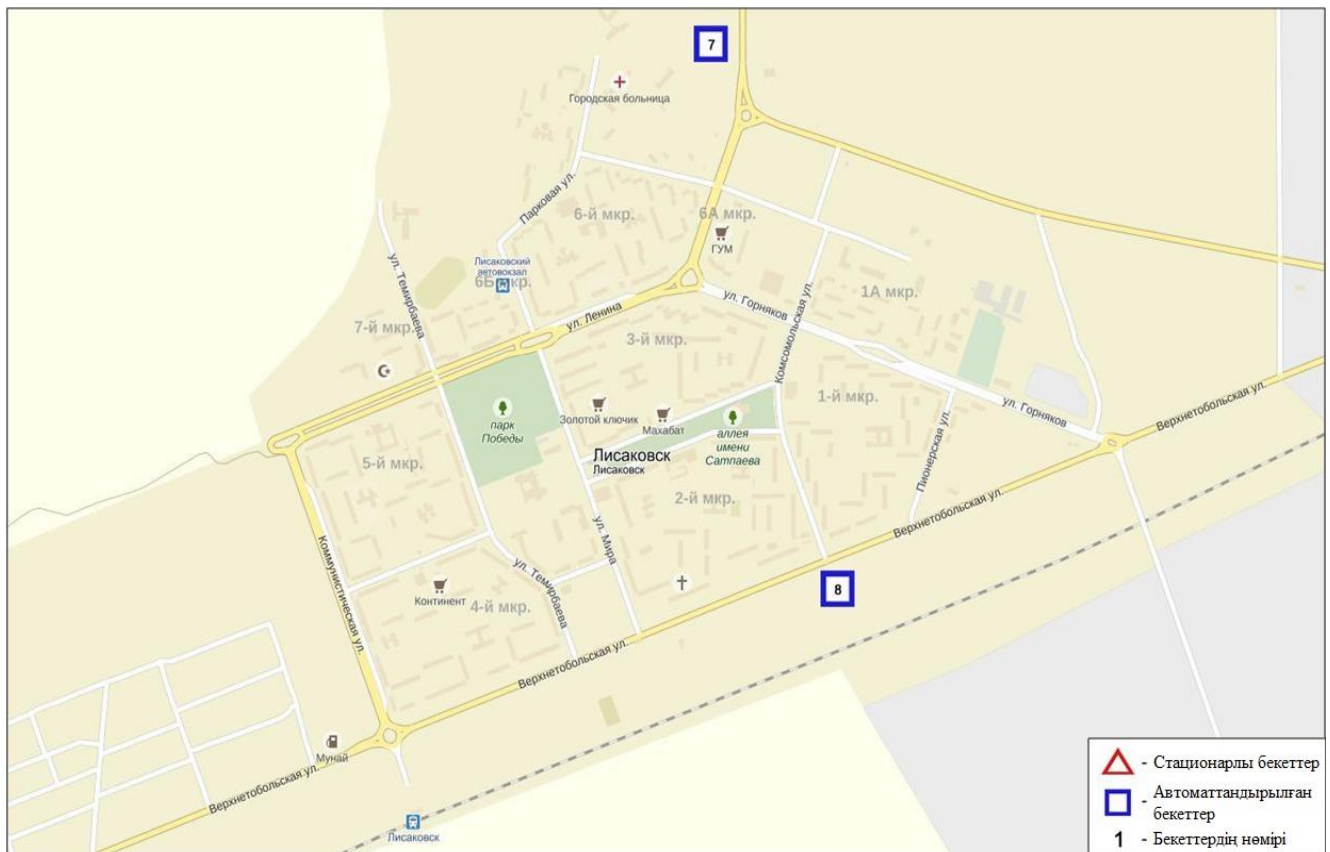 7
Городская больница
Парковая ул.
6-й мкр.
6А мкр.
ГУМ
Лисаковский
автовокзал
6Б мкр.
ул. Темирбаева
7-й мкр.
ул. Ленина
3-й мкр.
ул. Горняков
Комсомольская ул.
1А мкр.
1-й мкр.
ул. Горняков
Пионерская ул.
Верхнетобольская ул.
парк
Победы
Золотой ключик
Махабат
аллея
имени
Сатпаева
Лисаковск
Лисаковск
5-й мкр.
2-й мкр.
Верхнетобольская ул.
ул. Мира
Коммунистическая ул.
ул. Темирбаева
Континент
4-й мкр.
8
Верхнетобольская ул.
Мунай
Верхнетобольская ул.
Лисаковск
- Стационарлы бекеттер
- Автоматтандырылған
бекеттер
1 - Бекеттердің нөмірі